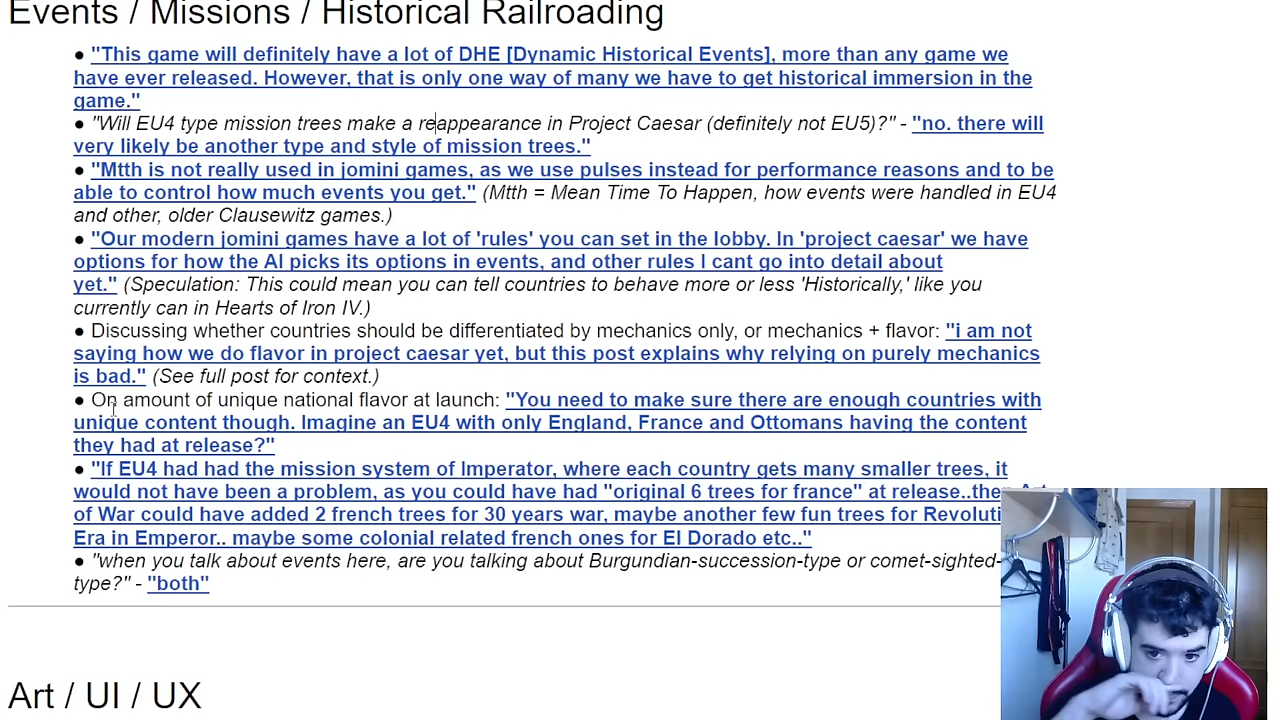 Events / Missions / Historical Railroading
● "This game will definitely have a lot of DHE [Dynamic Historical Events], more than any game we
have ever released. However, that is only one way of many we have to get historical immersion in the
game."
● "Will EU4 type mission trees make a reappearance in Project Caesar (definitely not EU5)?" - "no. there will
very likely be another type and style of mission trees."
● "Mtth is not really used in jomini games, as we use pulses instead for performance reasons and to be
able to control how much events you get." (Mtth = Mean Time To Happen, how events were handled in EU4
and other, older Clausewitz games.)
● "Our modern jomini games have a lot of 'rules' you can set in the lobby. In 'project caesar' we have
options for how the AI picks its options in events, and other rules I cant go into detail about
yet." (Speculation: This could mean you can tell countries to behave more or less 'Historically,' like you
currently can in Hearts of Iron IV.)
● Discussing whether countries should be differentiated by mechanics only, or mechanics + flavor: "i am not
saying how we do flavor in project caesar yet, but this post explains why relying on purely mechanics
is bad." (See full post for context.)
● On amount of unique national flavor at launch: "You need to make sure there are enough countries with
unique content though. Imagine an EU4 with only England, France and Ottomans having the content
they had at release?"
● "If EU4 had had the mission system of Imperator, where each country gets many smaller trees, it
would not have been a problem, as you could have had "original 6 trees for france" at release..then
of War could have added 2 french trees for 30 years war, maybe another few fun trees for Revoluti
Era in Emperor.. maybe some colonial related french ones for El Dorado etc.."
● "when you talk about events here, are you talking about Burgundian-succession-type or comet-sighted-
type?" - "both"
Art / UI / UX